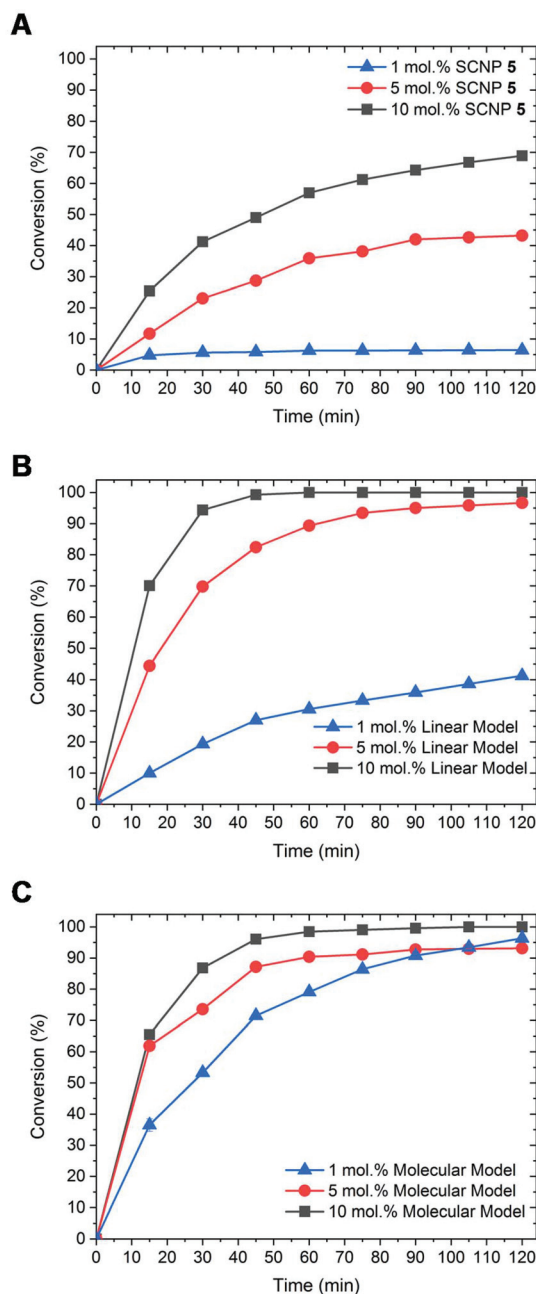 A
100
90
80
70
60
50
40
30
20
10
0
Conversion (%)
1 mol.% SCNP 5
5 mol.% SCNP 5
10 mol.% SCNP 5
0 10 20 30 40 50 60 70 80 90 100 110 120
Time (min)
B
100
90
80
70
60
50
40
30
20
10
0
Conversion (%)
1 mol.% Linear Model
5 mol.% Linear Model
10 mol.% Linear Model
0 10 20 30 40 50 60 70 80 90 100 110 120
Time (min)
C
100
90
80
70
60
50
40
30
20
10
0
Conversion (%)
1 mol.% Molecular Model
5 mol.% Molecular Model
10 mol.% Molecular Model
0 10 20 30 40 50 60 70 80 90 100 110 120
Time (min)